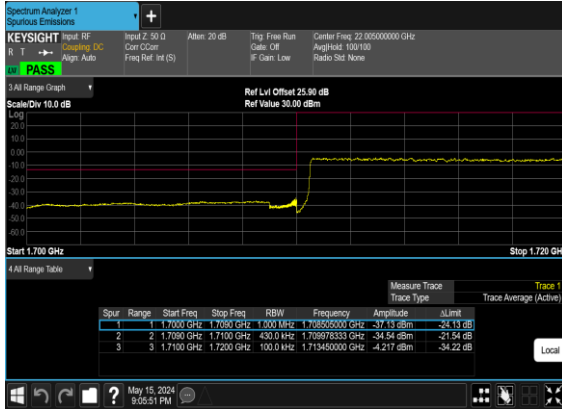 Spectrum Analyzer 1
Spurious Emissions
KEYSIGHT
R T
PASS
Input: RF
Coupling: DC
Align: Auto
Input Z: 50 Ω
Corr CCorr
Freq Ref: Int (S)
Atten: 20 dB
Trig: Free Run
Gate: Off
IF Gain: Low
Center Freq: 22.005000000 GHz
Avg|Hold: 100/100
Radio Std: None
3 All Range Graph
Scale/Div 10.0 dB
Ref Lvl Offset 25.90 dB
Ref Value 30.00 dBm
Log
20.0
10.0
0.00
-10.0
-20.0
-30.0
-40.0
-50.0
-60.0
Start 1.700 GHz
Stop 1.720 GH
4 All Range Table
Measure Trace Trace 1
Trace Type Trace Average (Active)
Spur Range Start Freq Stop Freq RBW Frequency Amplitude ΔLimit
1 1 1.7000 GHz 1.7090 GHz 1.000 MHz 1.708505000 GHz -37.13 dBm -24.13 dB
2 2 1.7090 GHz 1.7100 GHz 430.0 kHz 1.709978333 GHz -34.54 dBm -21.54 dB
3 3 1.7100 GHz 1.7200 GHz 100.0 kHz 1.713450000 GHz -4.217 dBm -34.22 dB
Local
?
May 15, 2024
9:05:51 PM